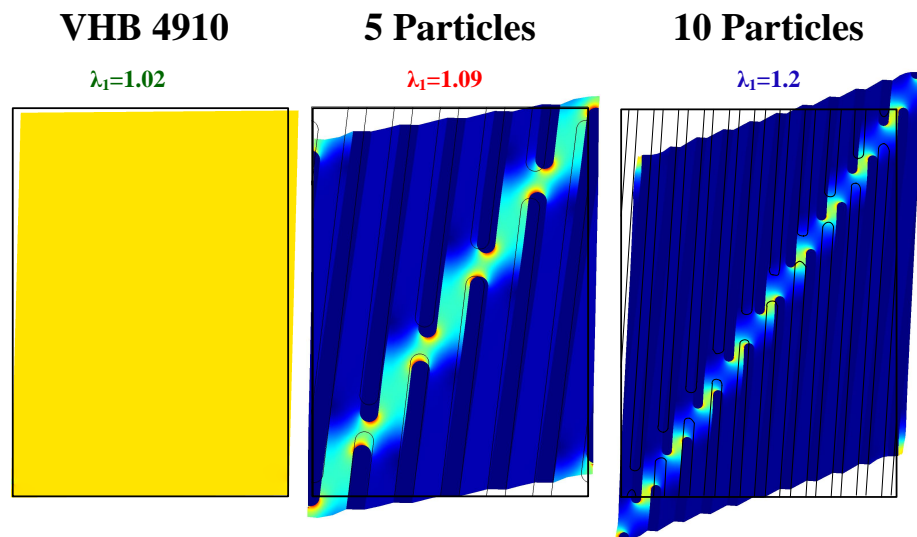 VHB 4910
5 Particles
10 Particles
λ₁=1.02
λ₁=1.09
λ₁=1.2